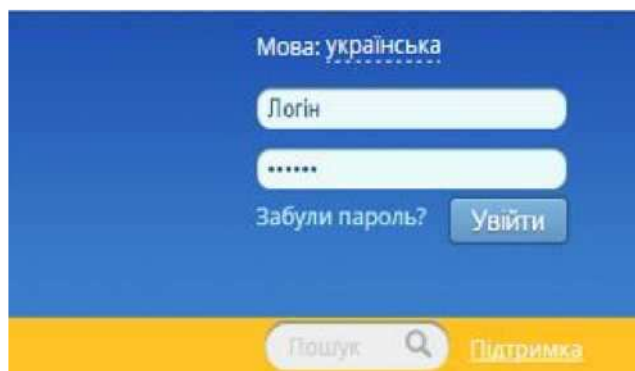 Мова: українська
Логін
••••••
Забули пароль? Увійти
Пошук Підтримка